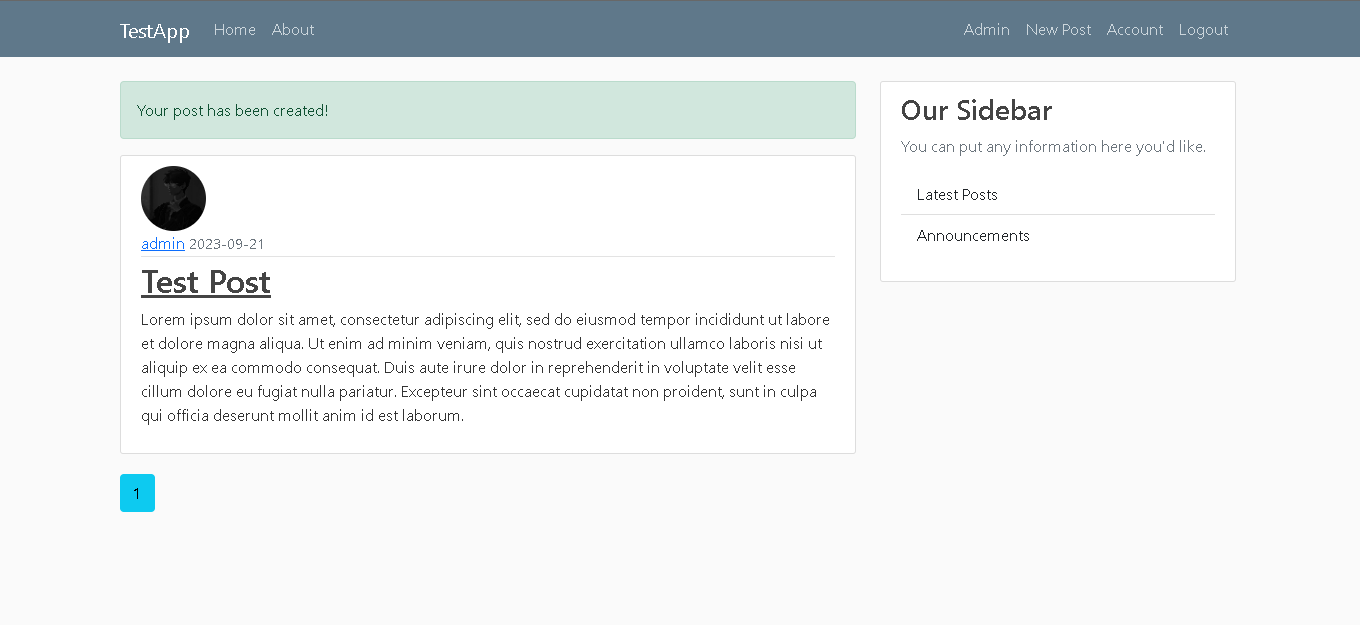 TestApp Home About Admin New Post Account Logout
Your post has been created!
admin 2023-09-21
Test Post
Lorem ipsum dolor sit amet, consectetur adipiscing elit, sed do eiusmod tempor incididunt ut labore
et dolore magna aliqua. Ut enim ad minim veniam, quis nostrud exercitation ullamco laboris nisi ut
aliquip ex ea commodo consequat. Duis aute irure dolor in reprehenderit in voluptate velit esse
cillum dolore eu fugiat nulla pariatur. Excepteur sint occaecat cupidatat non proident, sunt in culpa
qui officia deserunt mollit anim id est laborum.
1
Our Sidebar
You can put any information here you'd like.
Latest Posts
Announcements